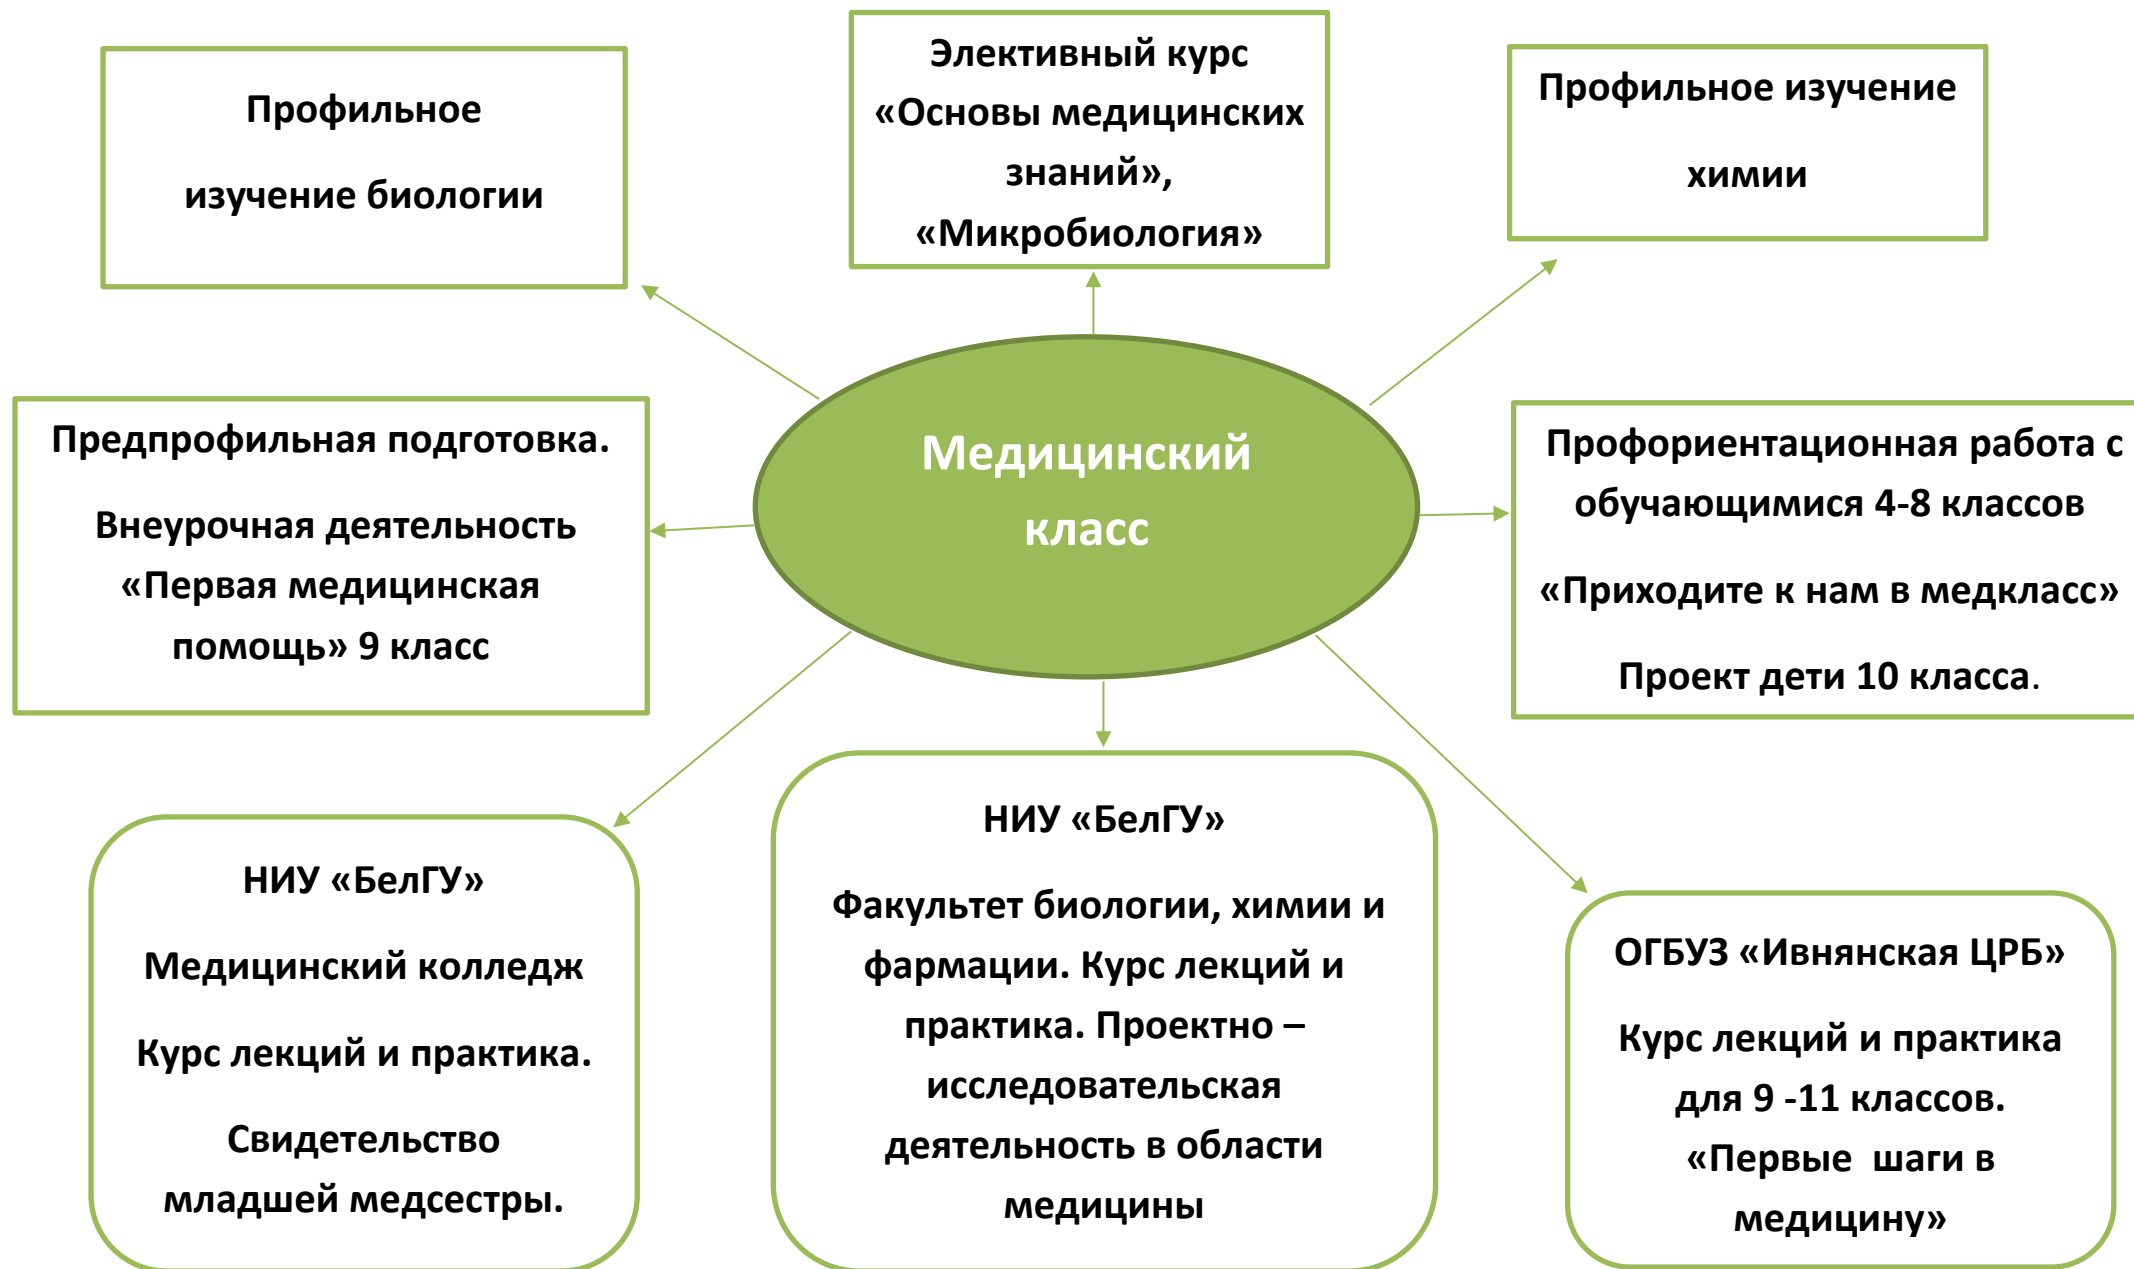 Профильное
изучение биологии
Элективный курс
«Основы медицинских
знаний»,
«Микробиология»
Профильное изучение
химии
Предпрофильная подготовка.
Внеурочная деятельность
«Первая медицинская
помощь» 9 класс
Медицинский
класс
Профориентационная работа с
обучающимися 4-8 классов
«Приходите к нам в медкласс»
Проект дети 10 класса.
НИУ «БелГУ»
Медицинский колледж
Курс лекций и практика.
Свидетельство
младшей медсестры.
НИУ «БелГУ»
Факультет биологии, химии и
фармации. Курс лекций и
практика. Проектно –
исследовательская
деятельность в области
медицины
ОГБУЗ «Ивнянская ЦРБ»
Курс лекций и практика
для 9 -11 классов.
«Первые  шаги в
медицину»